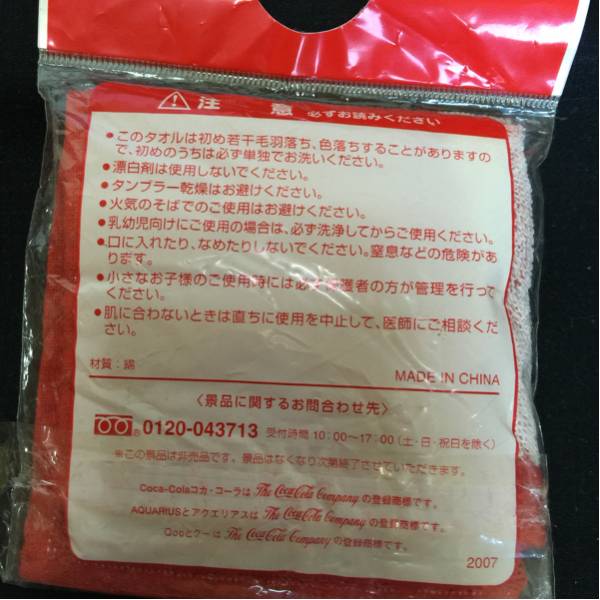 注意 必ずお読みください
●このタオルは初め若干毛羽落ち、色落ちすることがありますの
で、初めのうちは必ず単独でお洗いください。
●漂白剤は使用しないでください。
●タンブラー乾燥はお避けください。
●火気のそばでのご使用はお避けください。
●乳幼児向けにご使用の場合は、必ず洗浄してからご使用ください。
●口に入れたり、なめたりしないでください。窒息などの危険があ
ります。
●小さなお子様のご使用時には必ず保護者の方が管理を行って
ください。
●肌に合わないときは直ちに使用を中止して、医師にご相談くだ
さい。
材質:綿
MADE IN CHINA
〈景品に関するお問合わせ先〉
0120-043713 受付時間 10:00〜17:00(土・日・祝日を除く)
※この景品は非売品です。景品はなくなり次第終了させていただきます。
Coca-Colaコカ・コーラは The Coca-Cola Company の登録商標です。
AQUARIUSとアクエリアスは The Coca-Cola Company の登録商標です。
Qooとクーは The Coca-Cola Company の登録商標です。
2007